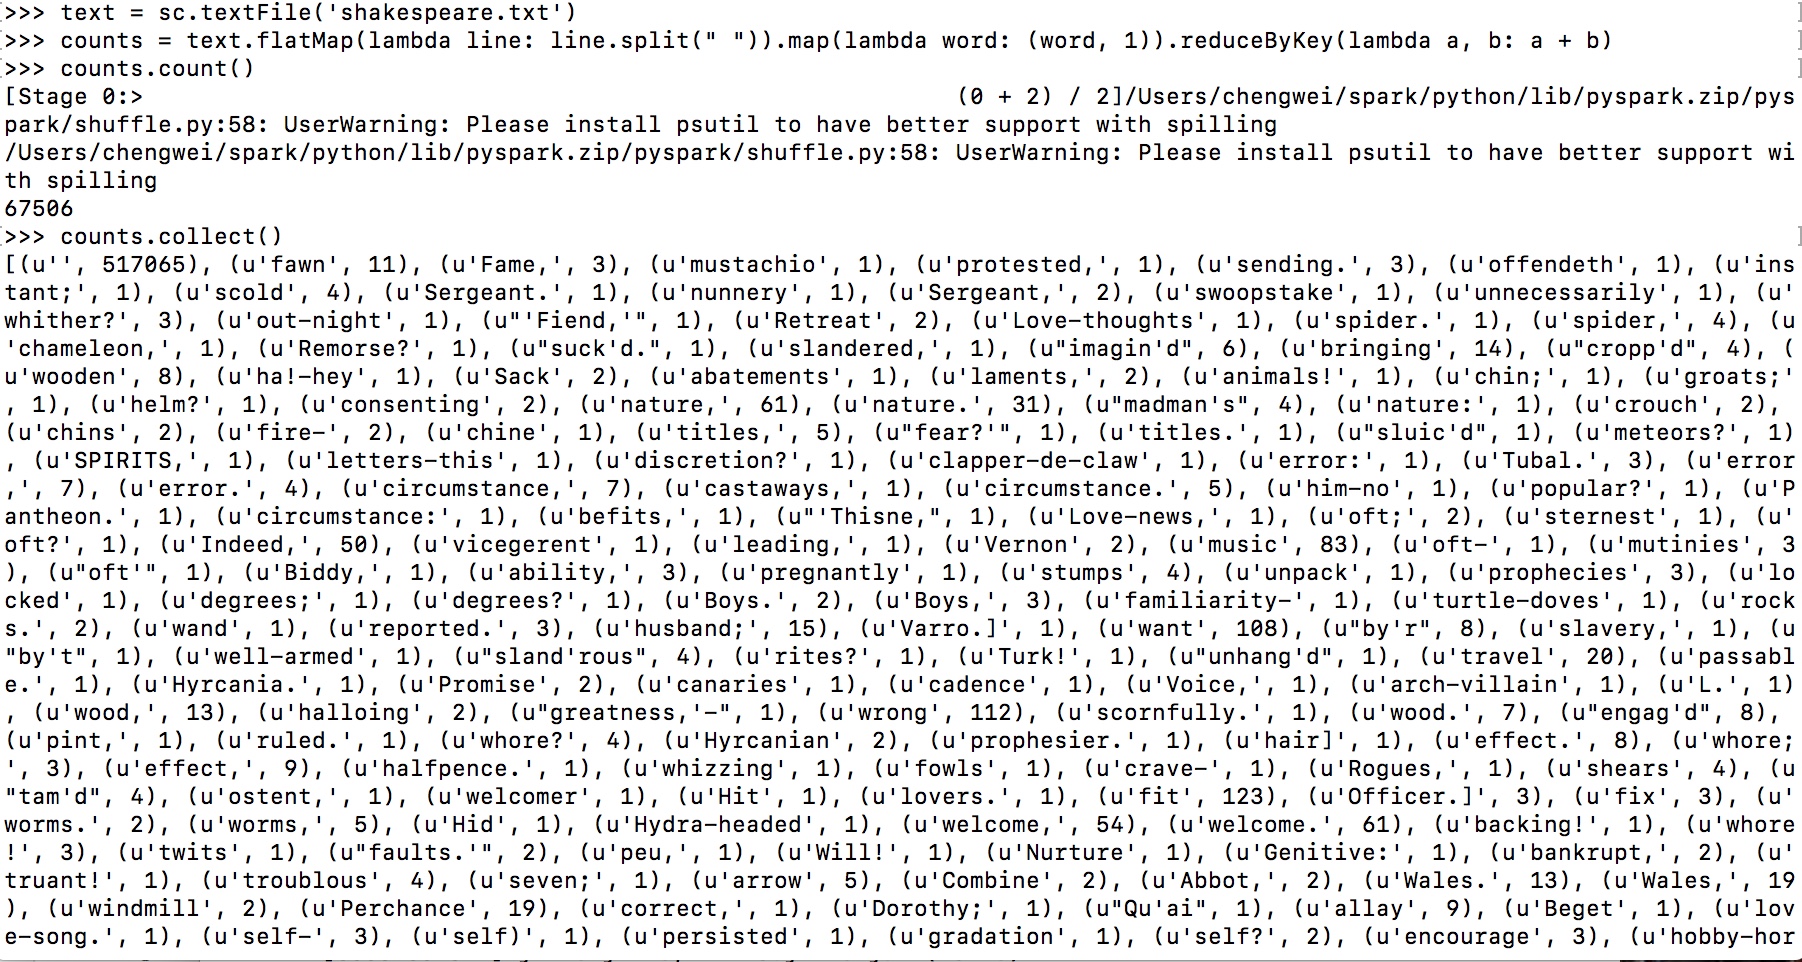 >>> text = sc.textFile('shakespeare.txt')
>>> counts = text.flatMap(lambda line: line.split(" ")).map(lambda word: (word, 1)).reduceByKey(lambda a, b: a + b)
>>> counts.count()
[Stage 0:>                                                          (0 + 2) / 2]/Users/chengwei/spark/python/lib/pyspark.zip/pys
park/shuffle.py:58: UserWarning: Please install psutil to have better support with spilling
/Users/chengwei/spark/python/lib/pyspark.zip/pyspark/shuffle.py:58: UserWarning: Please install psutil to have better support wi
th spilling
67506
>>> counts.collect()
[(u'', 517065), (u'fawn', 11), (u'Fame,', 3), (u'mustachio', 1), (u'protested,', 1), (u'sending.', 3), (u'offendeth', 1), (u'ins
tant;', 1), (u'scold', 4), (u'Sergeant.', 1), (u'nunnery', 1), (u'Sergeant,', 2), (u'swoopstake', 1), (u'unnecessarily', 1), (u'
whither?', 3), (u'out-night', 1), (u"'Fiend,'", 1), (u'Retreat', 2), (u'Love-thoughts', 1), (u'spider.', 1), (u'spider,', 4), (u
'chameleon,', 1), (u'Remorse?', 1), (u"suck'd.", 1), (u'slandered,', 1), (u"imagin'd", 6), (u'bringing', 14), (u"cropp'd", 4), (
u'wooden', 8), (u'ha!-hey', 1), (u'Sack', 2), (u'abatements', 1), (u'laments,', 2), (u'animals!', 1), (u'chin;', 1), (u'groats;'
, 1), (u'helm?', 1), (u'consenting', 2), (u'nature,', 61), (u'nature.', 31), (u"madman's", 4), (u'nature:', 1), (u'crouch', 2),
(u'chins', 2), (u'fire-', 2), (u'chine', 1), (u'titles,', 5), (u"fear?'", 1), (u'titles.', 1), (u"sluic'd", 1), (u'meteors?', 1)
, (u'SPIRITS,', 1), (u'letters-this', 1), (u'discretion?', 1), (u'clapper-de-claw', 1), (u'error:', 1), (u'Tubal.', 3), (u'error
,', 7), (u'error.', 4), (u'circumstance,', 7), (u'castaways,', 1), (u'circumstance.', 5), (u'him-no', 1), (u'popular?', 1), (u'P
antheon.', 1), (u'circumstance:', 1), (u'befits,', 1), (u"'Thisne,", 1), (u'Love-news,', 1), (u'oft;', 2), (u'sternest', 1), (u'
oft?', 1), (u'Indeed,', 50), (u'vicegerent', 1), (u'leading,', 1), (u'Vernon', 2), (u'music', 83), (u'oft-', 1), (u'mutinies', 3
), (u"oft'", 1), (u'Biddy,', 1), (u'ability,', 3), (u'pregnantly', 1), (u'stumps', 4), (u'unpack', 1), (u'prophecies', 3), (u'lo
cked', 1), (u'degrees;', 1), (u'degrees?', 1), (u'Boys.', 2), (u'Boys,', 3), (u'familiarity-', 1), (u'turtle-doves', 1), (u'rock
s.', 2), (u'wand', 1), (u'reported.', 3), (u'husband;', 15), (u'Varro.]', 1), (u'want', 108), (u"by'r", 8), (u'slavery,', 1), (u
"by't", 1), (u'well-armed', 1), (u"sland'rous", 4), (u'rites?', 1), (u'Turk!', 1), (u"unhang'd", 1), (u'travel', 20), (u'passabl
e.', 1), (u'Hyrcania.', 1), (u'Promise', 2), (u'canaries', 1), (u'cadence', 1), (u'Voice,', 1), (u'arch-villain', 1), (u'L.', 1)
, (u'wood,', 13), (u'halloing', 2), (u"greatness,'-", 1), (u'wrong', 112), (u'scornfully.', 1), (u'wood.', 7), (u"engag'd", 8),
(u'pint,', 1), (u'ruled.', 1), (u'whore?', 4), (u'Hyrcanian', 2), (u'prophesier.', 1), (u'hair]', 1), (u'effect.', 8), (u'whore;
', 3), (u'effect,', 9), (u'halfpence.', 1), (u'whizzing', 1), (u'fowls', 1), (u'crave-', 1), (u'Rogues,', 1), (u'shears', 4), (u
"tam'd", 4), (u'ostent,', 1), (u'welcomer', 1), (u'Hit', 1), (u'lovers.', 1), (u'fit', 123), (u'Officer.]', 3), (u'fix', 3), (u'
worms.', 2), (u'worms,', 5), (u'Hid', 1), (u'Hydra-headed', 1), (u'welcome,', 54), (u'welcome.', 61), (u'backing!', 1), (u'whore
!', 3), (u'twits', 1), (u"faults.'", 2), (u'peu,', 1), (u'Will!', 1), (u'Nurture', 1), (u'Genitive:', 1), (u'bankrupt,', 2), (u'
truant!', 1), (u'troublous', 4), (u'seven;', 1), (u'arrow', 5), (u'Combine', 2), (u'Abbot,', 2), (u'Wales.', 13), (u'Wales,', 19
), (u'windmill', 2), (u'Perchance', 19), (u'correct,', 1), (u'Dorothy;', 1), (u"Qu'ai", 1), (u'allay', 9), (u'Beget', 1), (u'lov
e-song.', 1), (u'self-', 3), (u'self)', 1), (u'persisted', 1), (u'gradation', 1), (u'self?', 2), (u'encourage', 3), (u'hobby-hor